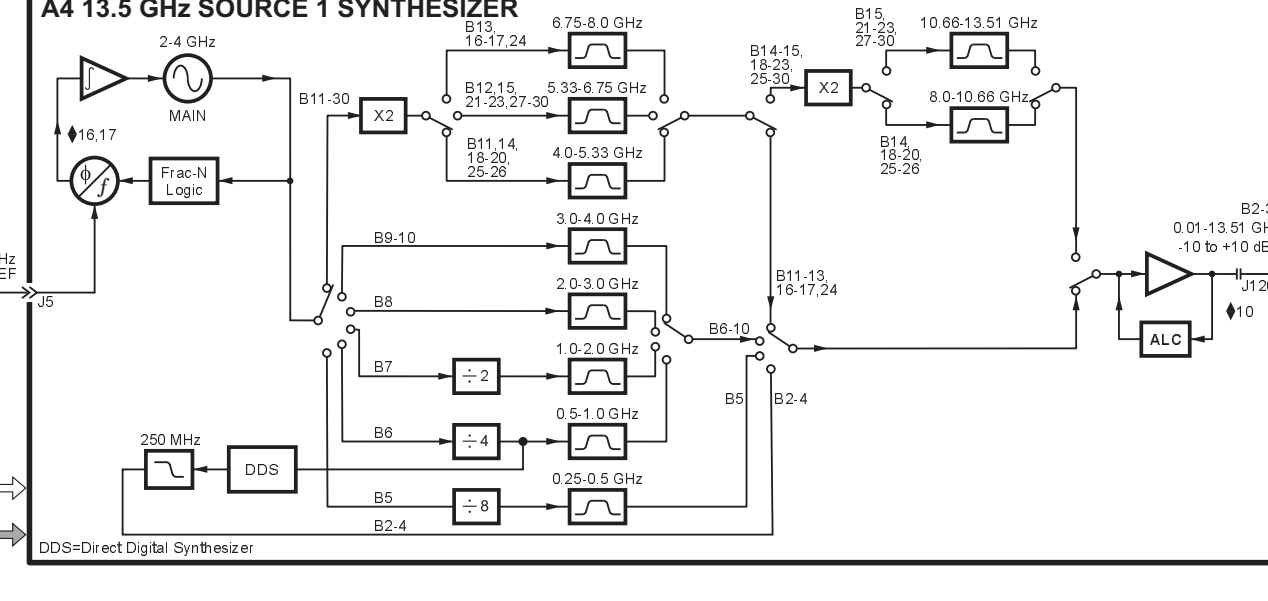 A4 13.5 GHz SOURCE 1 SYNTHESIZER
2-4 GHz
MAIN
16,17
ϕ
f
Frac-N
Logic
Hz
EF
J5
B11-30
X2
B13,
16-17,24
6.75-8.0 GHz
B12,15,
21-23,27-30
5.33-6.75 GHz
B11,14,
18-20,
25-26
4.0-5.33 GHz
B14-15,
18-23,
25-30
X2
B15,
21-23,
27-30
10.66-13.51 GHz
8.0-10.66 GHz
B14,
18-20,
25-26
B9-10
3.0-4.0 GHz
B8
2.0-3.0 GHz
B7
÷ 2
1.0-2.0 GHz
B6
÷ 4
0.5-1.0 GHz
B5
÷ 8
0.25-0.5 GHz
B2-4
250 MHz
DDS
B6-10
B11-13,
16-17,24
B5
B2-4
B2-3
0.01-13.51 GH
-10 to +10 dB
J120
10
ALC
DDS=Direct Digital Synthesizer